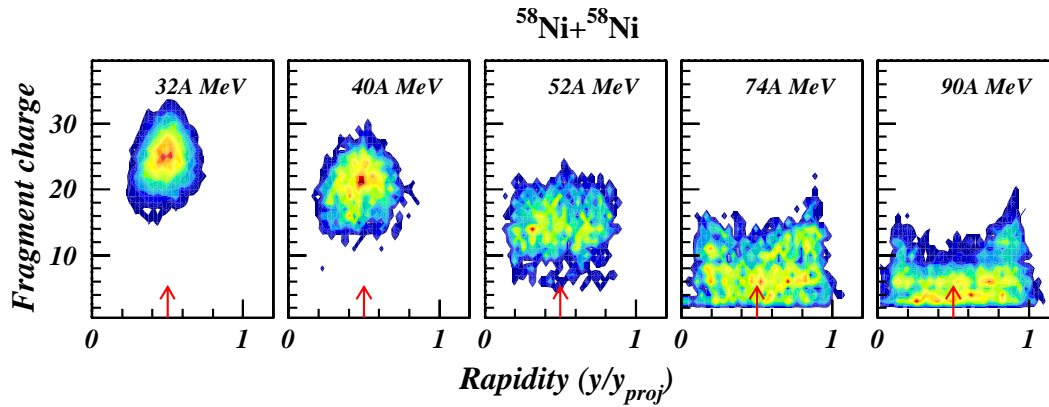 ⁵⁸Ni+⁵⁸Ni
Fragment charge
30
20
10
32A MeV
40A MeV
52A MeV
74A MeV
90A MeV
0 1 0 1 0 1 0 1 0 1
Rapidity (y/y_proj)